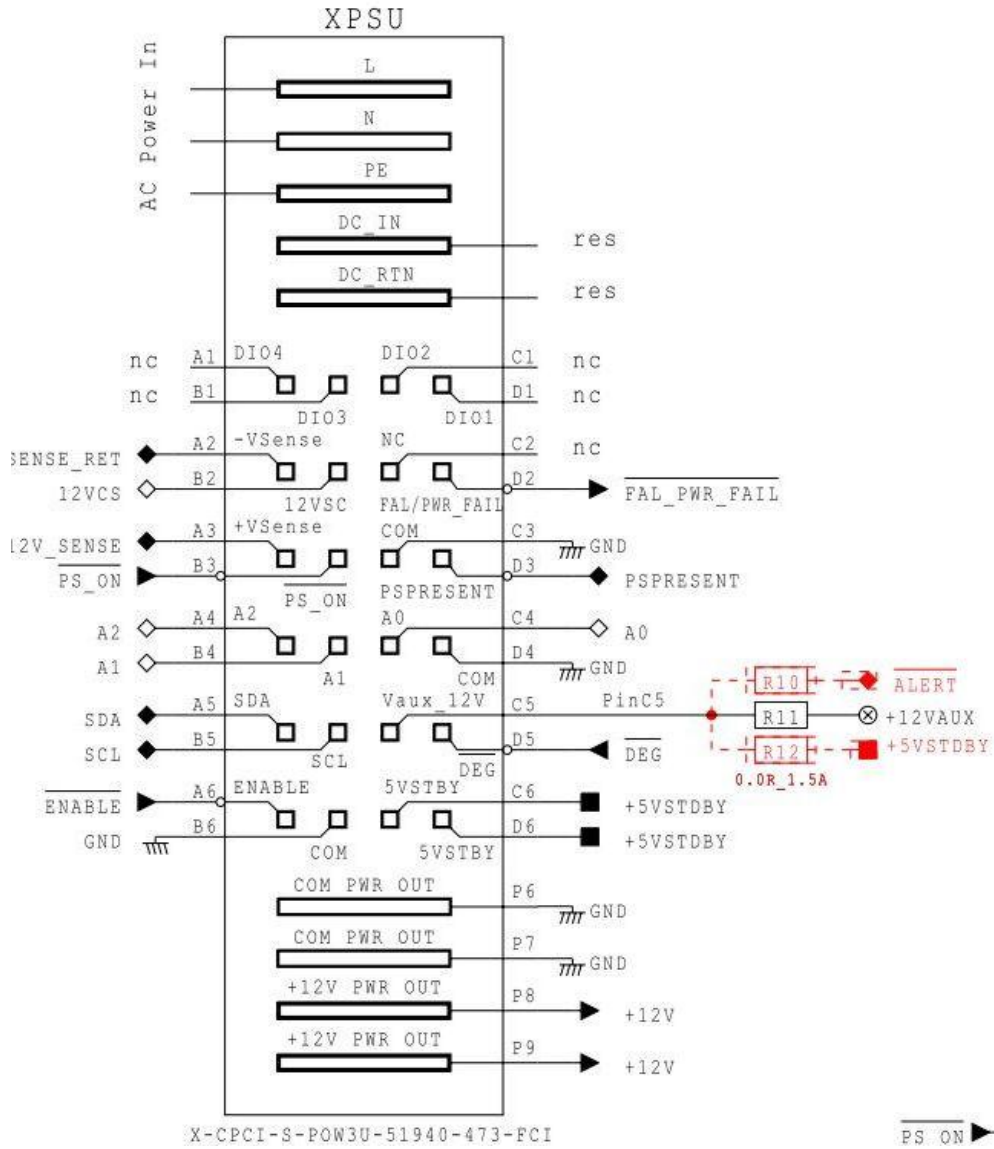 XPSU
AC Power In
L
N
PE
DC_IN
res
DC_RTN
res
nc A1 DIO4 DIO2 C1 nc
nc B1 DIO3 DIO1 D1 nc
SENSE_RET A2 -VSense NC C2 nc
12VCS B2 12VSC FAL/PWR_FAIL D2 FAL_PWR_FAIL
12V_SENSE A3 +VSense COM C3 GND
PS_ON B3 PS_ON PSPRESENT D3 PSPRESENT
A2 A4 A2 A0 C4 A0
A1 B4 A1 COM D4 GND
R10 ALERT
SDA A5 SDA Vaux_12V C5 PinC5 R11 +12VAUX
SCL B5 SCL DEG D5 DEG R12 +5VSTDBY
0.0R_1.5A
ENABLE A6 ENABLE 5VSTBY C6 +5VSTDBY
GND B6 COM 5VSTBY D6 +5VSTDBY
COM PWR OUT P6 GND
COM PWR OUT P7 GND
+12V PWR OUT P8 +12V
+12V PWR OUT P9 +12V
X-CPCI-S-POW3U-51940-473-FCI
PS_ON